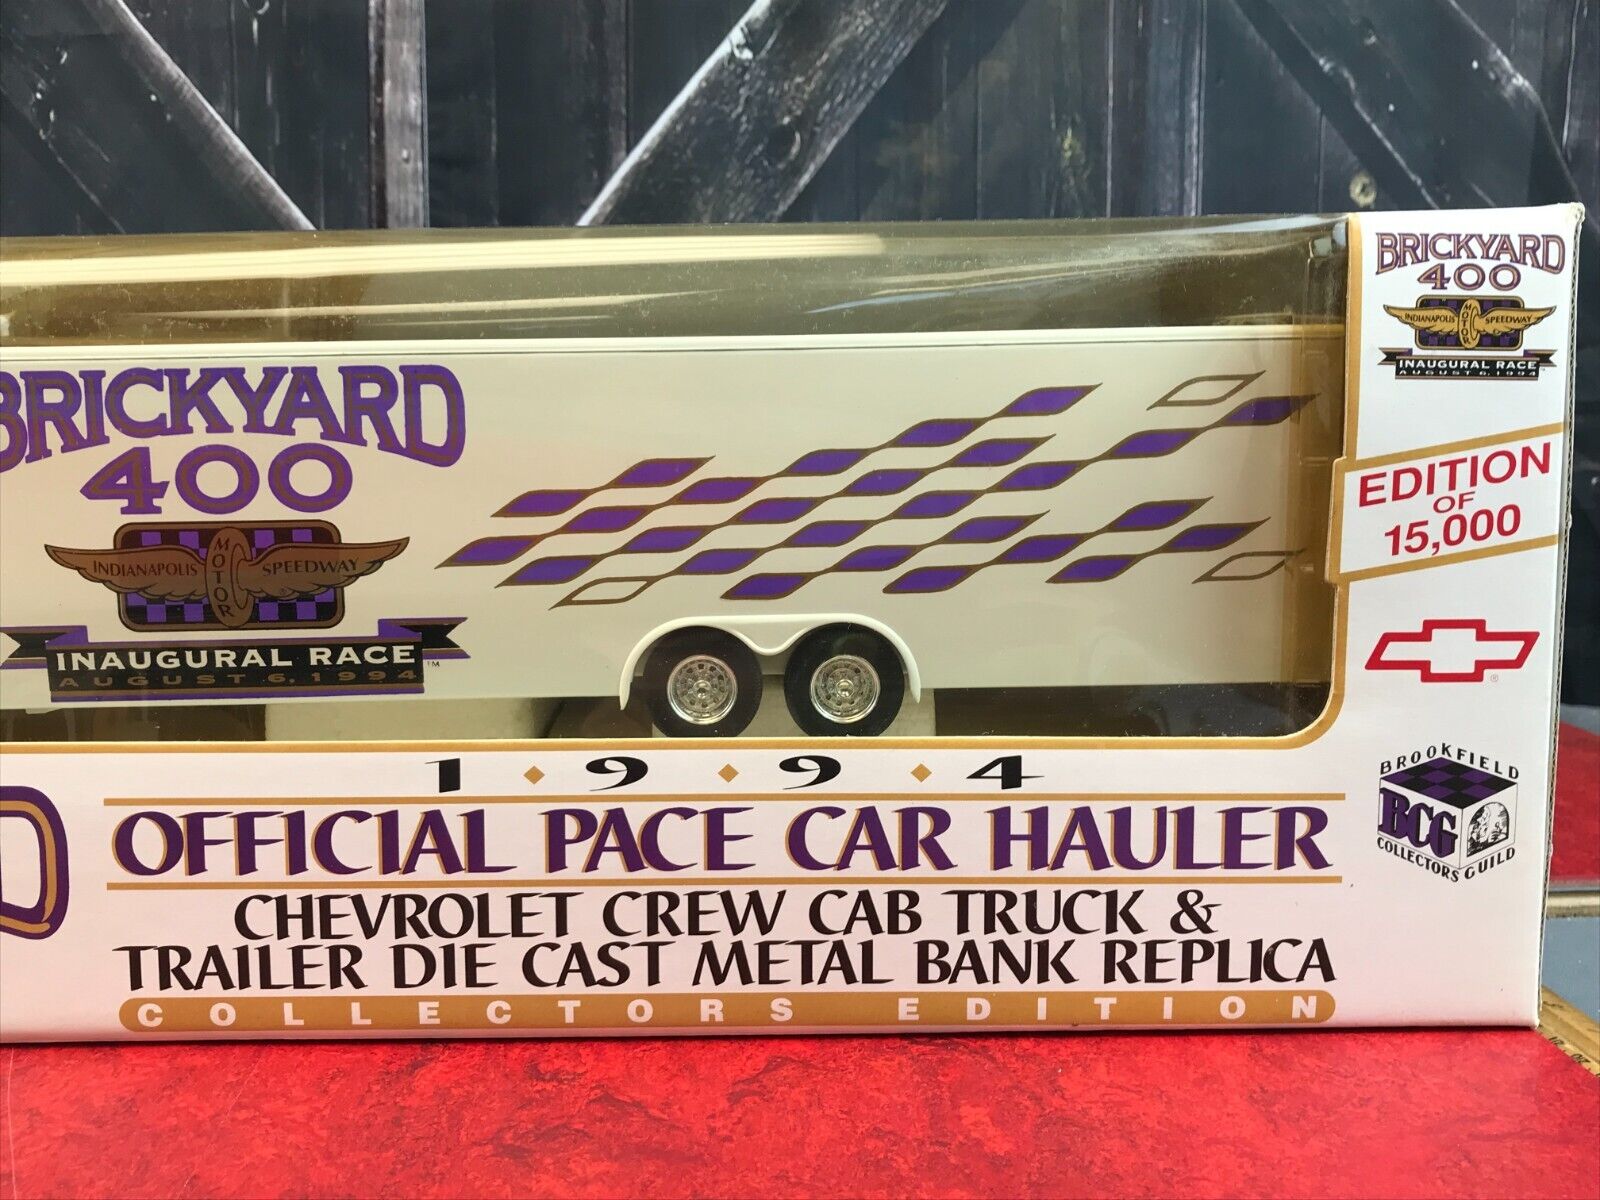 BRICKYARD
400
INDIANAPOLIS MOTOR SPEEDWAY
INAUGURAL RACE
AUGUST 6, 1994
EDITION
OF
15,000
BRICKYARD
400
INDIANAPOLIS MOTOR SPEEDWAY
INAUGURAL RACE™
AUGUST 6, 1994
®
BROOKFIELD
BCG
COLLECTORS GUILD
D
1 ◆ 9 ◆ 9 ◆ 4
OFFICIAL PACE CAR HAULER
CHEVROLET CREW CAB TRUCK &
TRAILER DIE CAST METAL BANK REPLICA
COLLECTORS EDITION